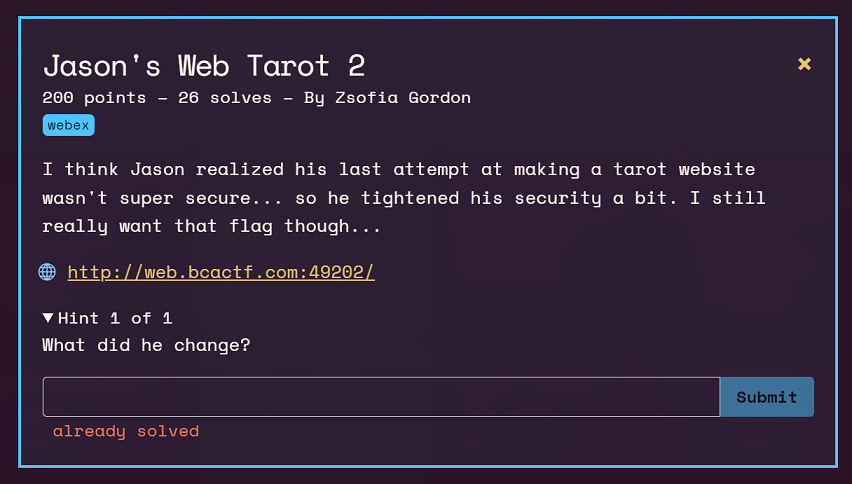 Jason's Web Tarot 2
×
200 points – 26 solves – By Zsofia Gordon
webex
I think Jason realized his last attempt at making a tarot website
wasn't super secure... so he tightened his security a bit. I still
really want that flag though...
http://web.bcactf.com:49202/
▼Hint 1 of 1
What did he change?
Submit
already solved